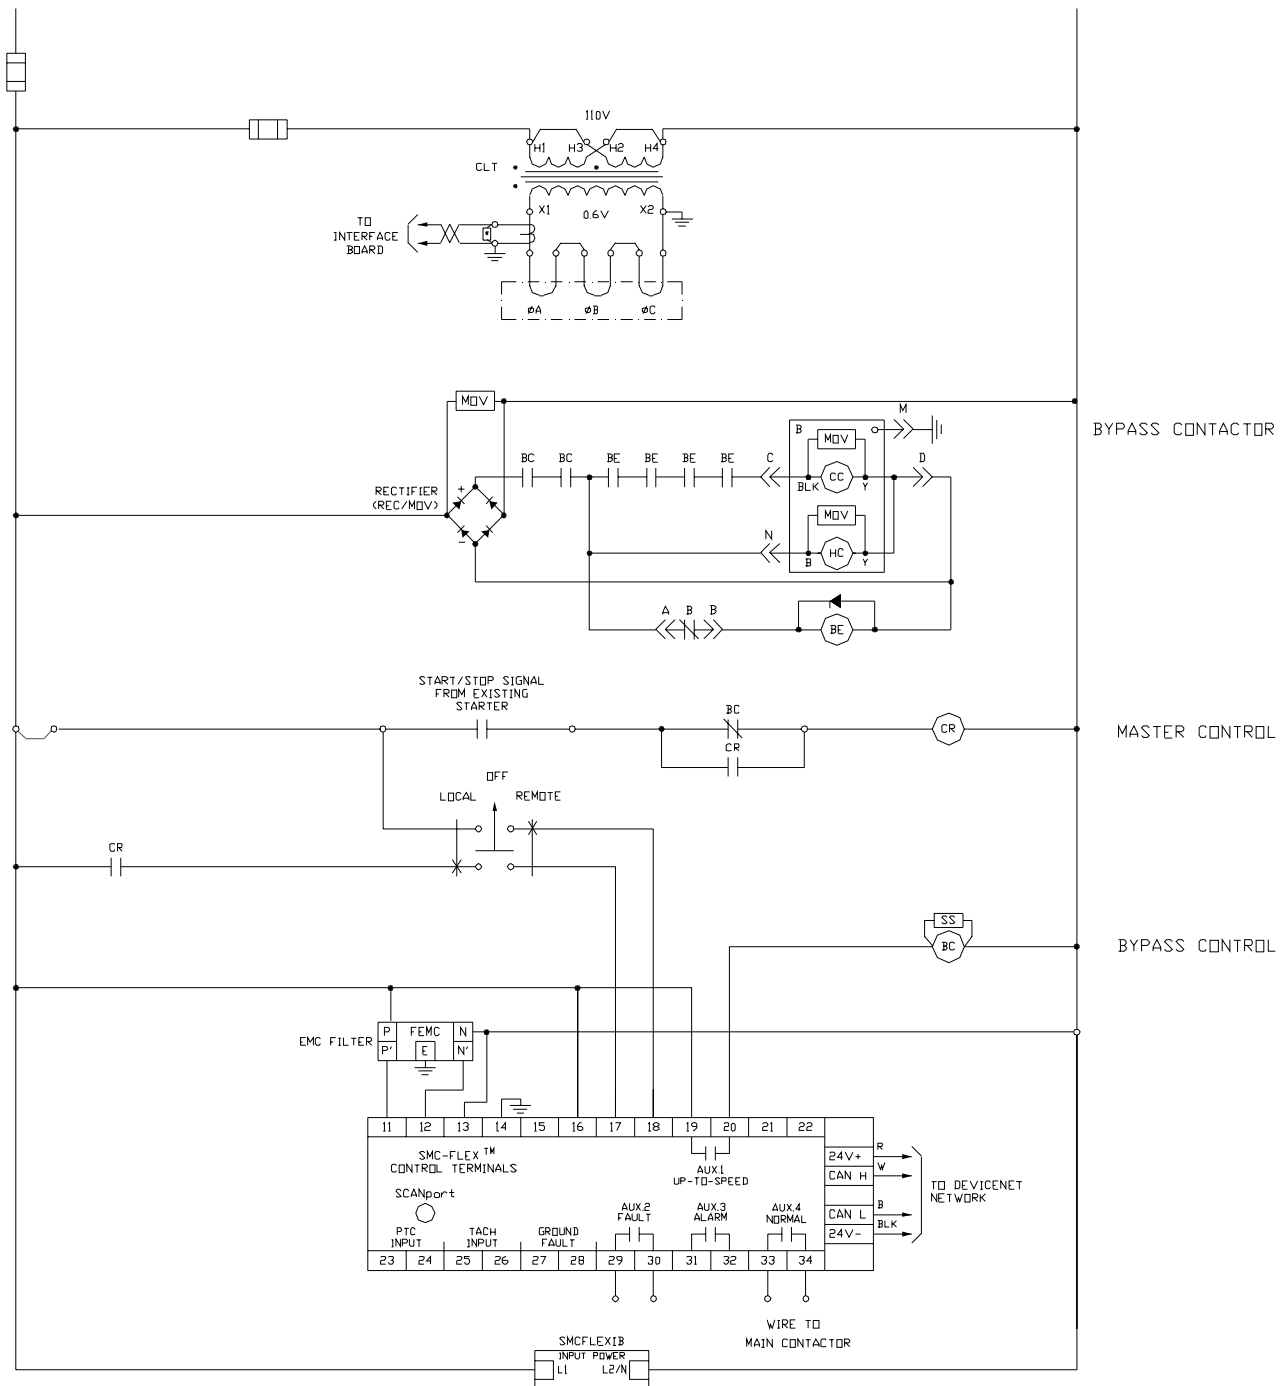 110V
H1 H3 H2 H4
CLT
X1 0.6V X2
TO
INTERFACE
BOARD
ØA ØB ØC
MOV
M
BYPASS CONTACTOR
B
MOV
BC BC BE BE BE BE C CC D
BLK Y
RECTIFIER
(REC/MOV)
+
-
MOV
N HC
B Y
A B B
BE
START/STOP SIGNAL
FROM EXISTING
STARTER
BC
CR
MASTER CONTROL
CR
OFF
LOCAL REMOTE
CR
SS
BC
BYPASS CONTROL
EMC FILTER
P FEMC N
P' E N'
11 12 13 14 15 16 17 18 19 20 21 22
SMC-FLEX TM
CONTROL TERMINALS
AUX.1
UP-TO-SPEED
SCANport
24V+ R
CAN H W
CAN L B
24V- BLK
TO DEVICENET
NETWORK
PTC
INPUT
TACH
INPUT
GROUND
FAULT
AUX.2
FAULT
AUX.3
ALARM
AUX.4
NORMAL
23 24 25 26 27 28 29 30 31 32 33 34
WIRE TO
MAIN CONTACTOR
SMCFLEXIB
INPUT POWER
L1 L2/N